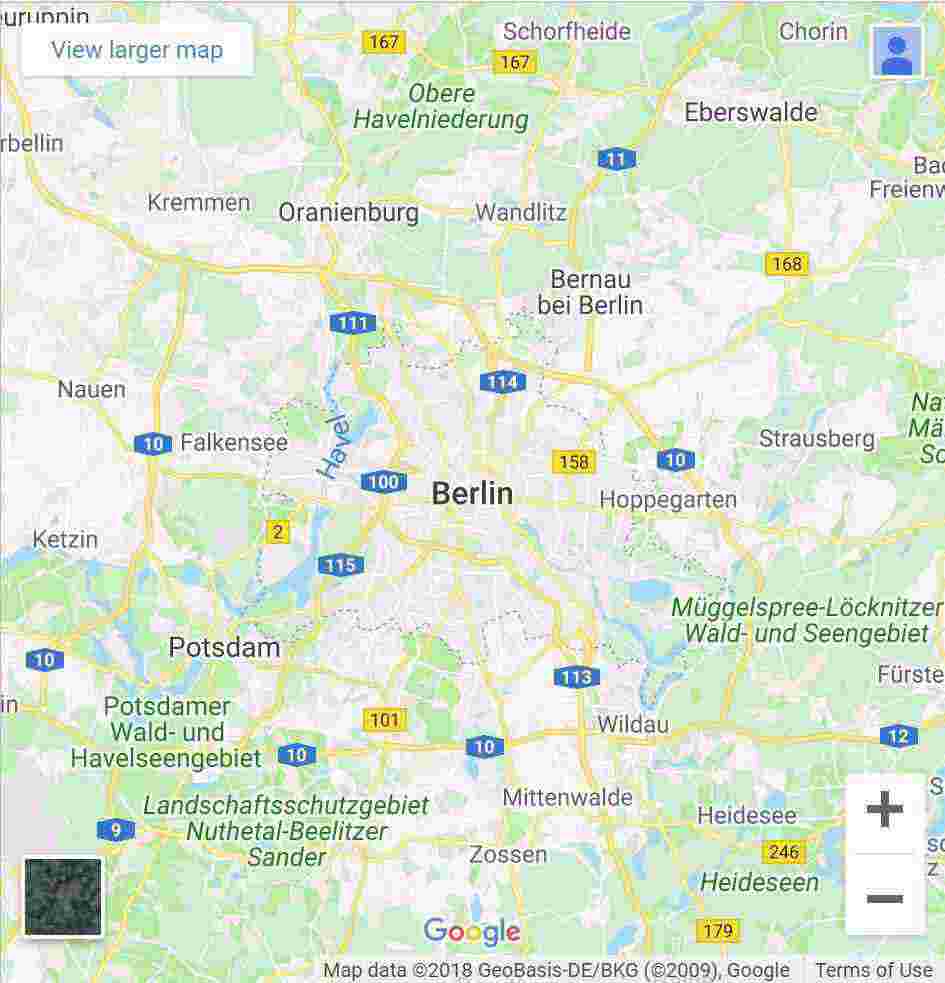 uruppin
View larger map
167
Schorfheide
Chorin
167
Obere
Havelniederung
Eberswalde
rbellin
11
Bad
Freienw
Kremmen
Oranienburg
Wandlitz
168
Bernau
bei Berlin
111
114
Nauen
Na
Mä
So
10
Falkensee
Havel
158
10
Strausberg
100
Berlin
Hoppegarten
2
Ketzin
115
Müggelspree-Löcknitzer
Wald- und Seengebiet
Potsdam
10
113
Fürste
in
Potsdamer
Wald- und
Havelseengebiet
101
Wildau
10
10
12
Landschaftsschutzgebiet
Nuthetal-Beelitzer
Sander
Mittenwalde
Heidesee
+
S
9
Zossen
246
Heideseen
−
Google
179
Map data ©2018 GeoBasis-DE/BKG (©2009), Google
Terms of Use